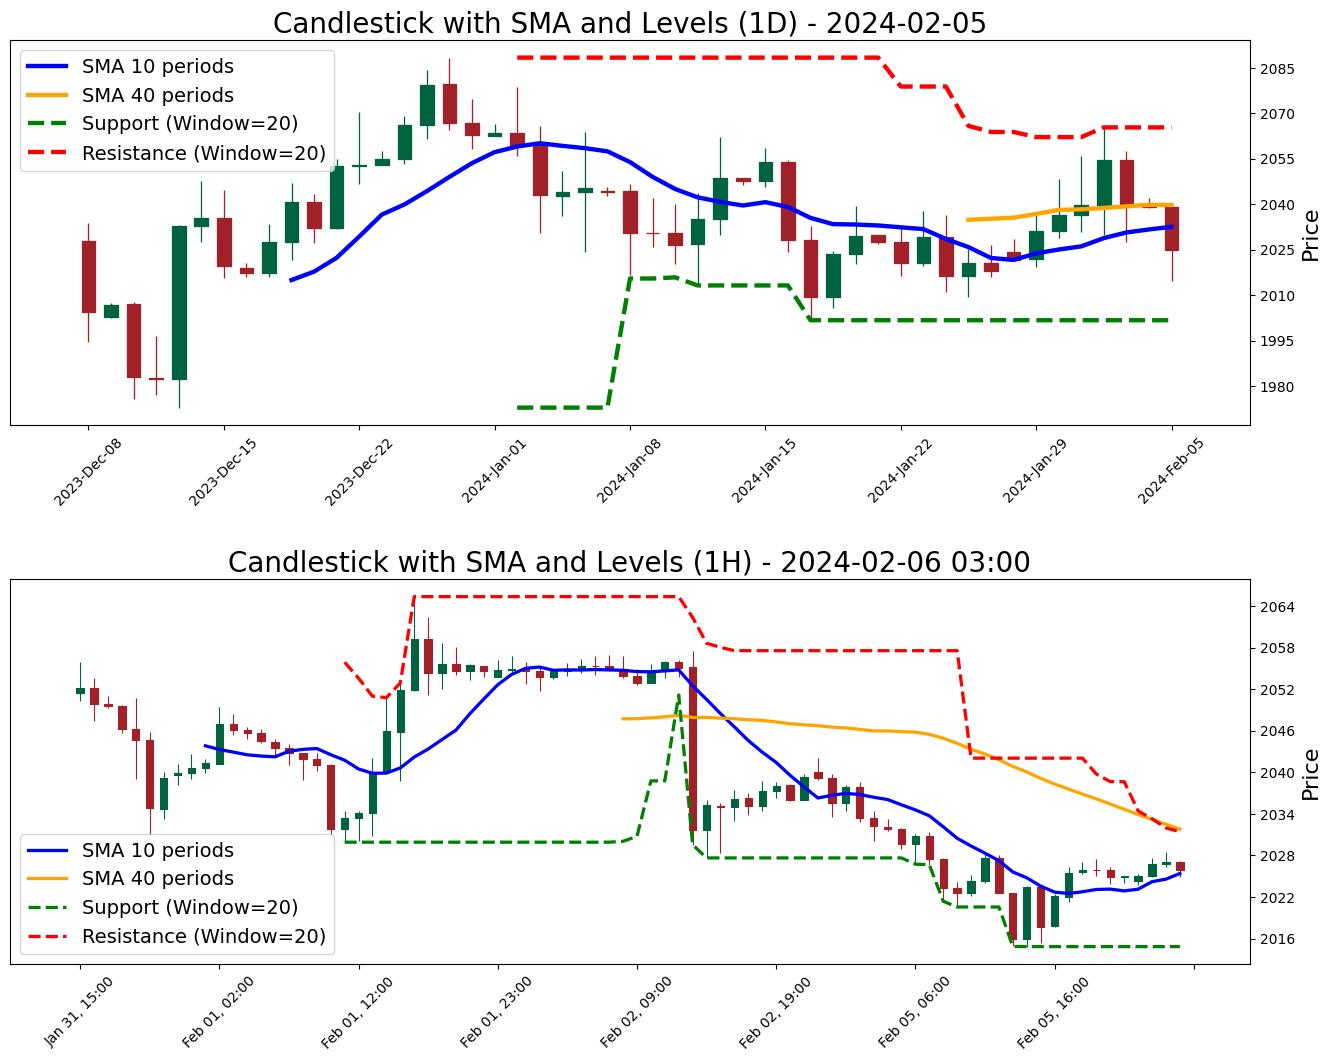 Candlestick with SMA and Levels (1D) - 2024-02-05
SMA 10 periods
SMA 40 periods
Support (Window=20)
Resistance (Window=20)
2085
2070
2055
2040
2025
2010
1995
1980
Price
2023-Dec-08
2023-Dec-15
2023-Dec-22
2024-Jan-01
2024-Jan-08
2024-Jan-15
2024-Jan-22
2024-Jan-29
2024-Feb-05
Candlestick with SMA and Levels (1H) - 2024-02-06 03:00
2064
2058
2052
2046
2040
2034
2028
2022
2016
Price
SMA 10 periods
SMA 40 periods
Support (Window=20)
Resistance (Window=20)
Jan 31, 15:00
Feb 01, 02:00
Feb 01, 12:00
Feb 01, 23:00
Feb 02, 09:00
Feb 02, 19:00
Feb 05, 06:00
Feb 05, 16:00